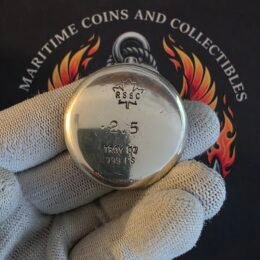 MARITIME COINS AND COLLECTIBLES
RSSC
2.5
TROY OZ
999 FS